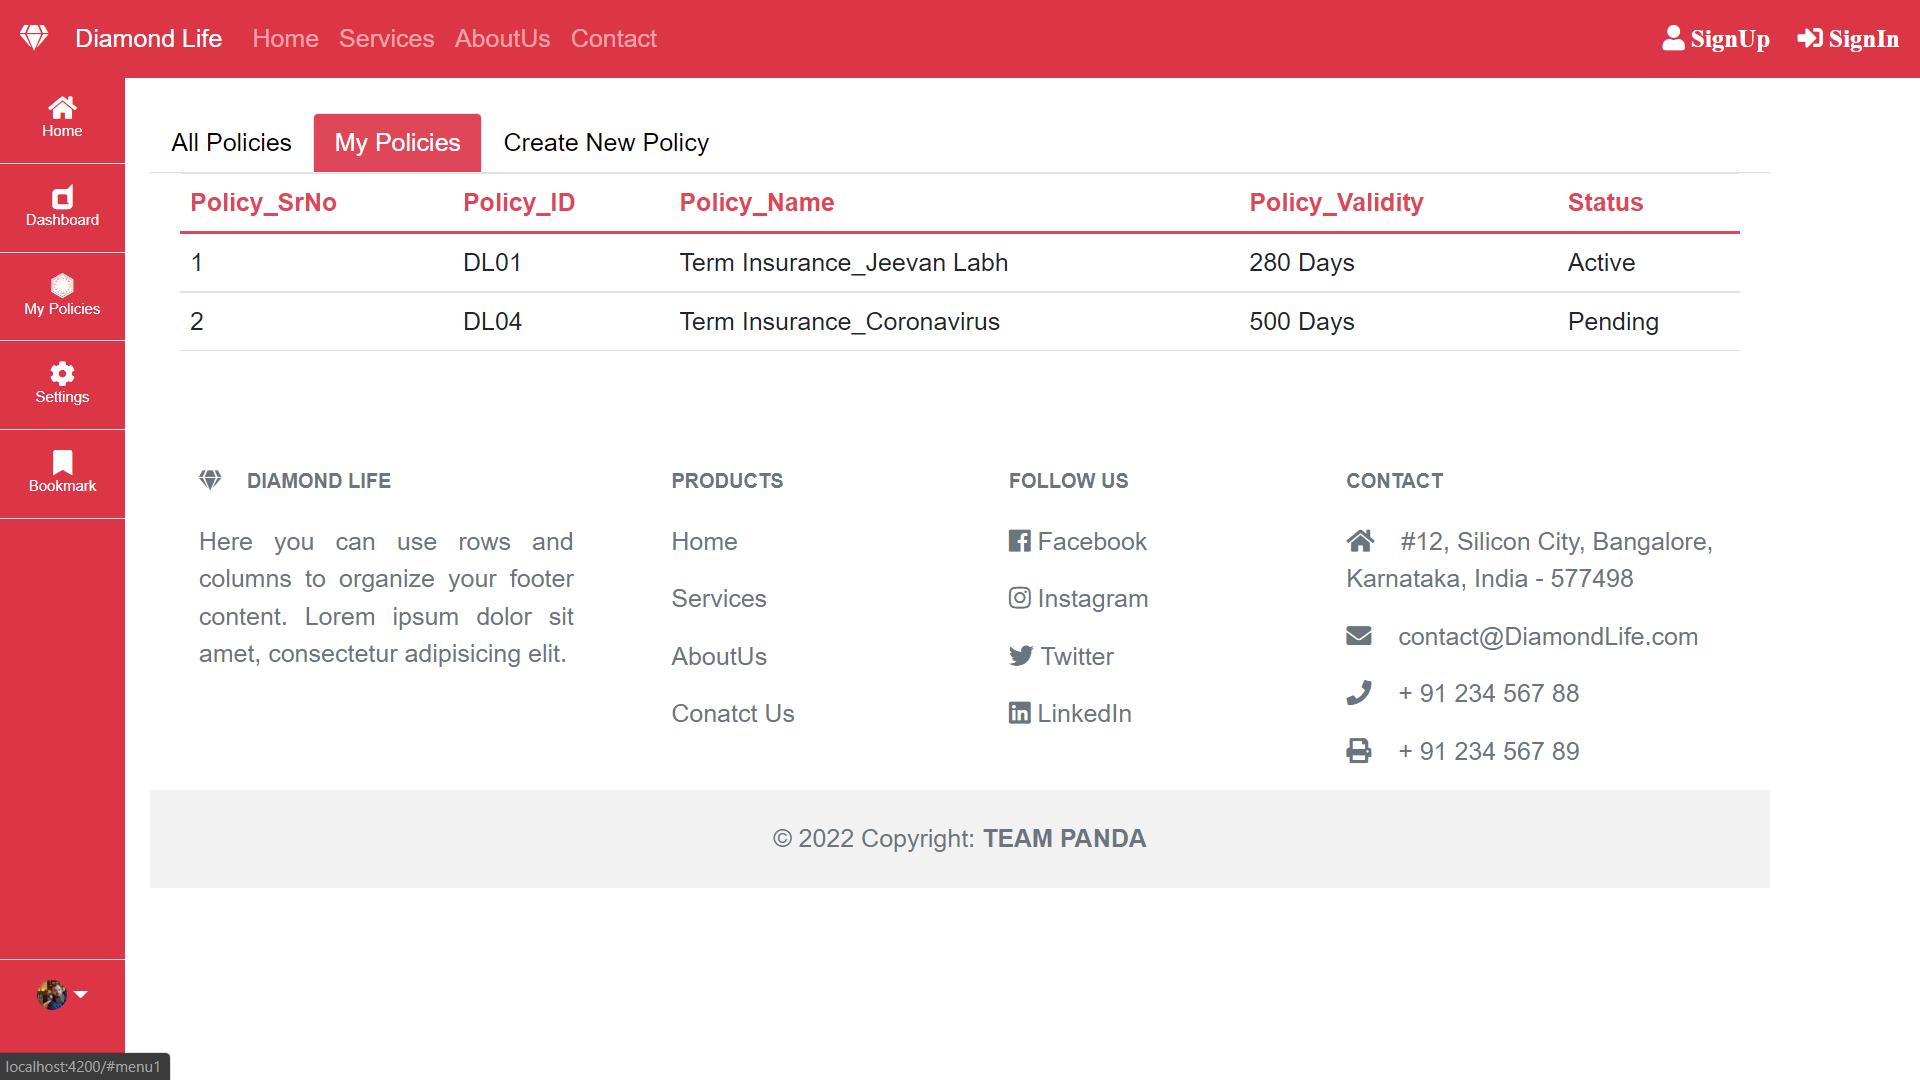 Diamond Life Home Services AboutUs Contact SignUp SignIn
Home
Dashboard
My Policies
Settings
Bookmark
All Policies My Policies Create New Policy
Policy_SrNo Policy_ID Policy_Name Policy_Validity Status
1 DL01 Term Insurance_Jeevan Labh 280 Days Active
2 DL04 Term Insurance_Coronavirus 500 Days Pending
DIAMOND LIFE
Here you can use rows and
columns to organize your footer
content. Lorem ipsum dolor sit
amet, consectetur adipisicing elit.
PRODUCTS
Home
Services
AboutUs
Conatct Us
FOLLOW US
Facebook
Instagram
Twitter
LinkedIn
CONTACT
#12, Silicon City, Bangalore,
Karnataka, India - 577498
contact@DiamondLife.com
+ 91 234 567 88
+ 91 234 567 89
© 2022 Copyright: TEAM PANDA
localhost:4200/#menu1